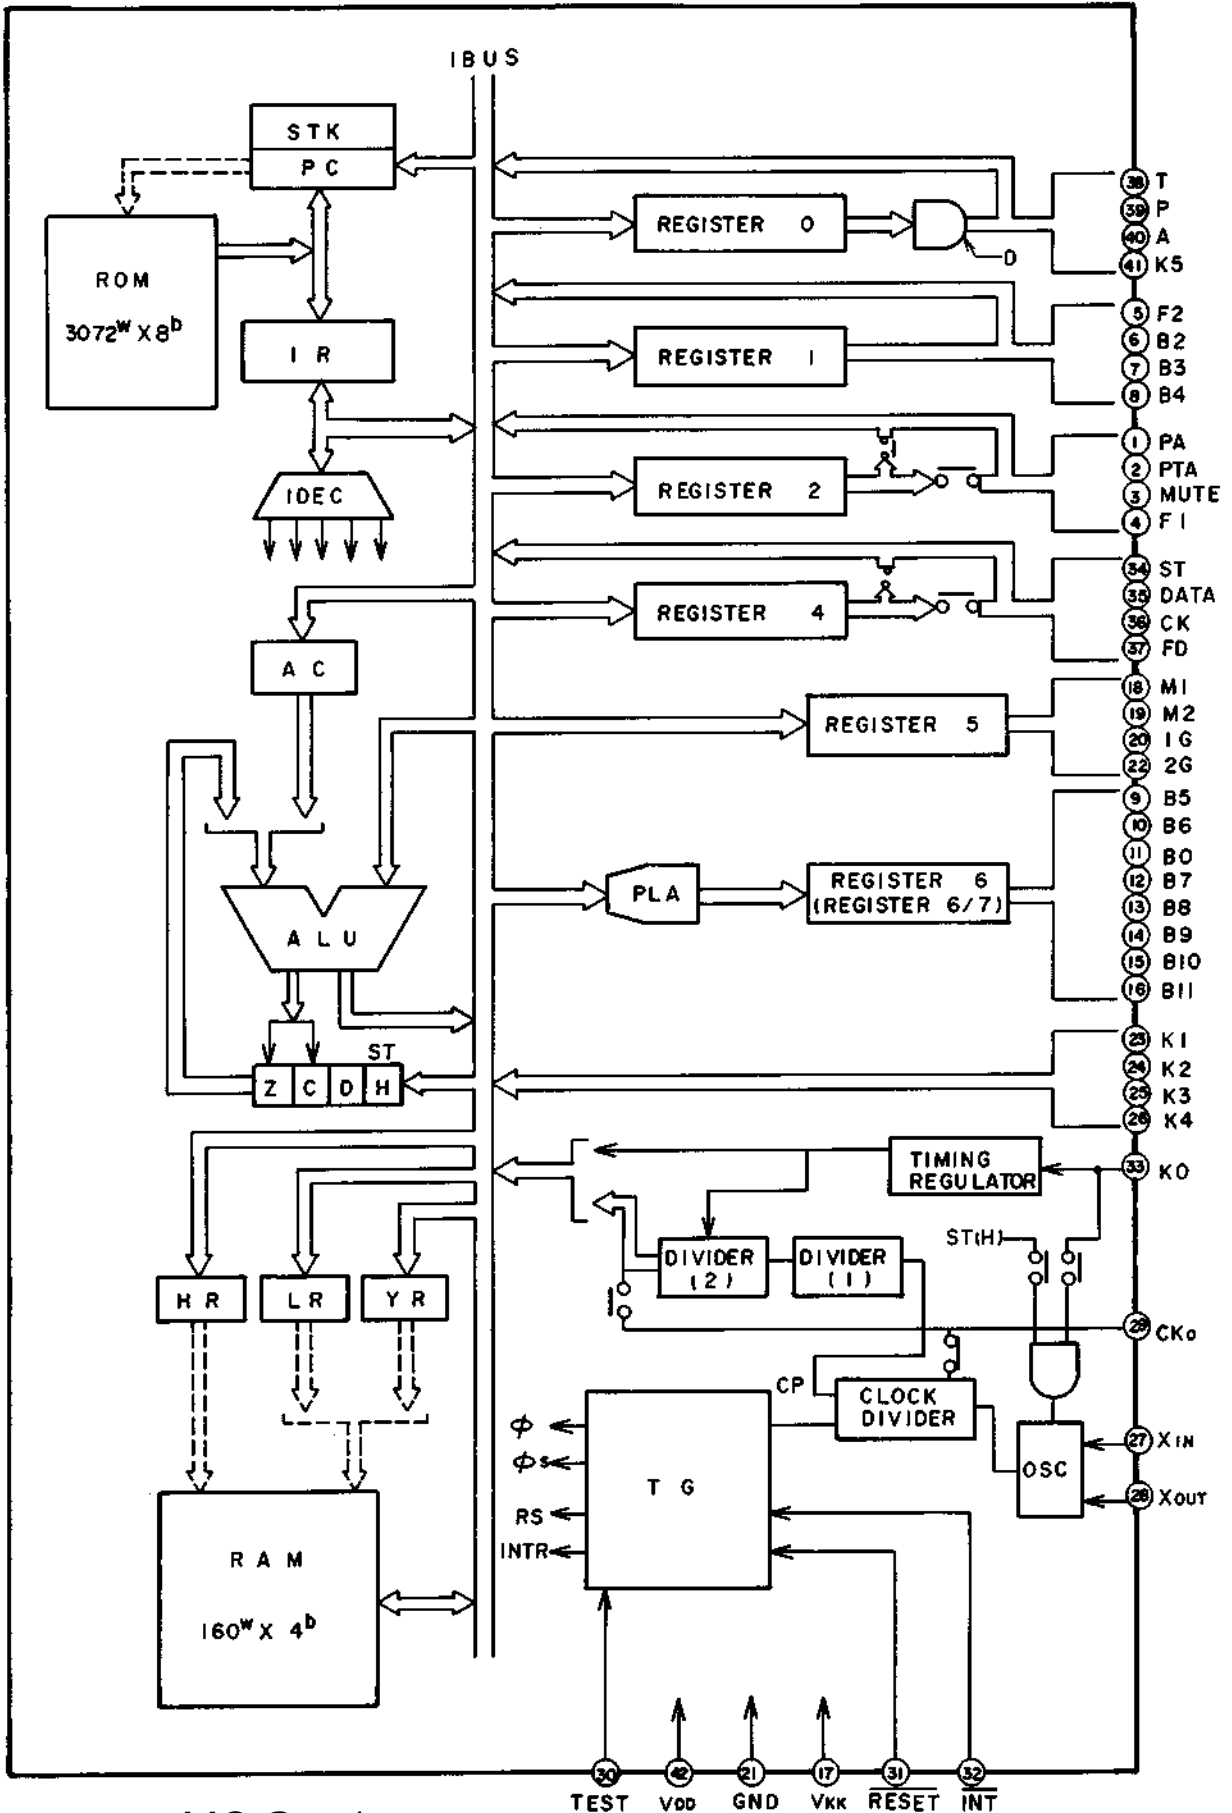 IBUS
STK
PC
ROM
3072w X 8b
IR
IDEC
AC
ALU
ST
Z C D H
HR
LR
YR
RAM
160w X 4b
REGISTER 0
D
REGISTER 1
REGISTER 2
REGISTER 4
REGISTER 5
PLA
REGISTER 6
(REGISTER 6/7)
TIMING
REGULATOR
ST(H)
DIVIDER
(2)
DIVIDER
(1)
CP
CLOCK
DIVIDER
OSC
TG
ϕ
ϕs
RS
INTR
38 T
39 P
40 A
41 K5
5 F2
6 B2
7 B3
8 B4
1 PA
2 PTA
3 MUTE
4 F1
34 ST
35 DATA
36 CK
37 FD
18 M1
19 M2
20 1G
22 2G
9 B5
10 B6
11 B0
12 B7
13 B8
14 B9
15 B10
16 B11
23 K1
24 K2
25 K3
26 K4
33 K0
29 CKo
27 XIN
28 XOUT
30 42 21 17 31 32
TEST VDD GND VKK RESET INT